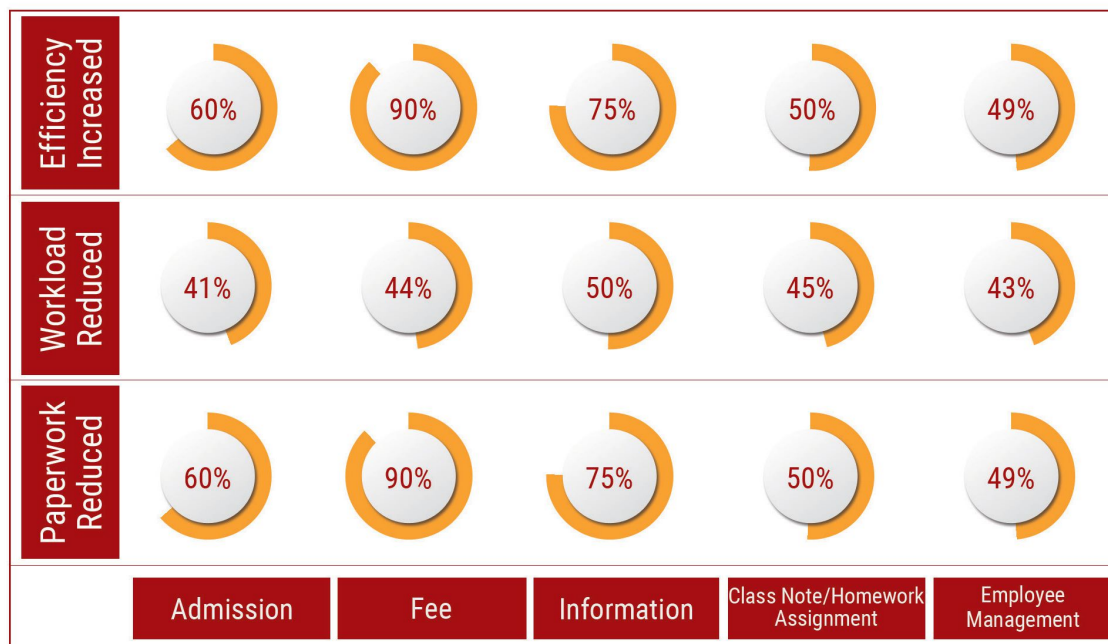 Efficiency
Increased
60%
90%
75%
50%
49%
Workload
Reduced
41%
44%
50%
45%
43%
Paperwork
Reduced
60%
90%
75%
50%
49%
Admission
Fee
Information
Class Note/Homework
Assignment
Employee
Management